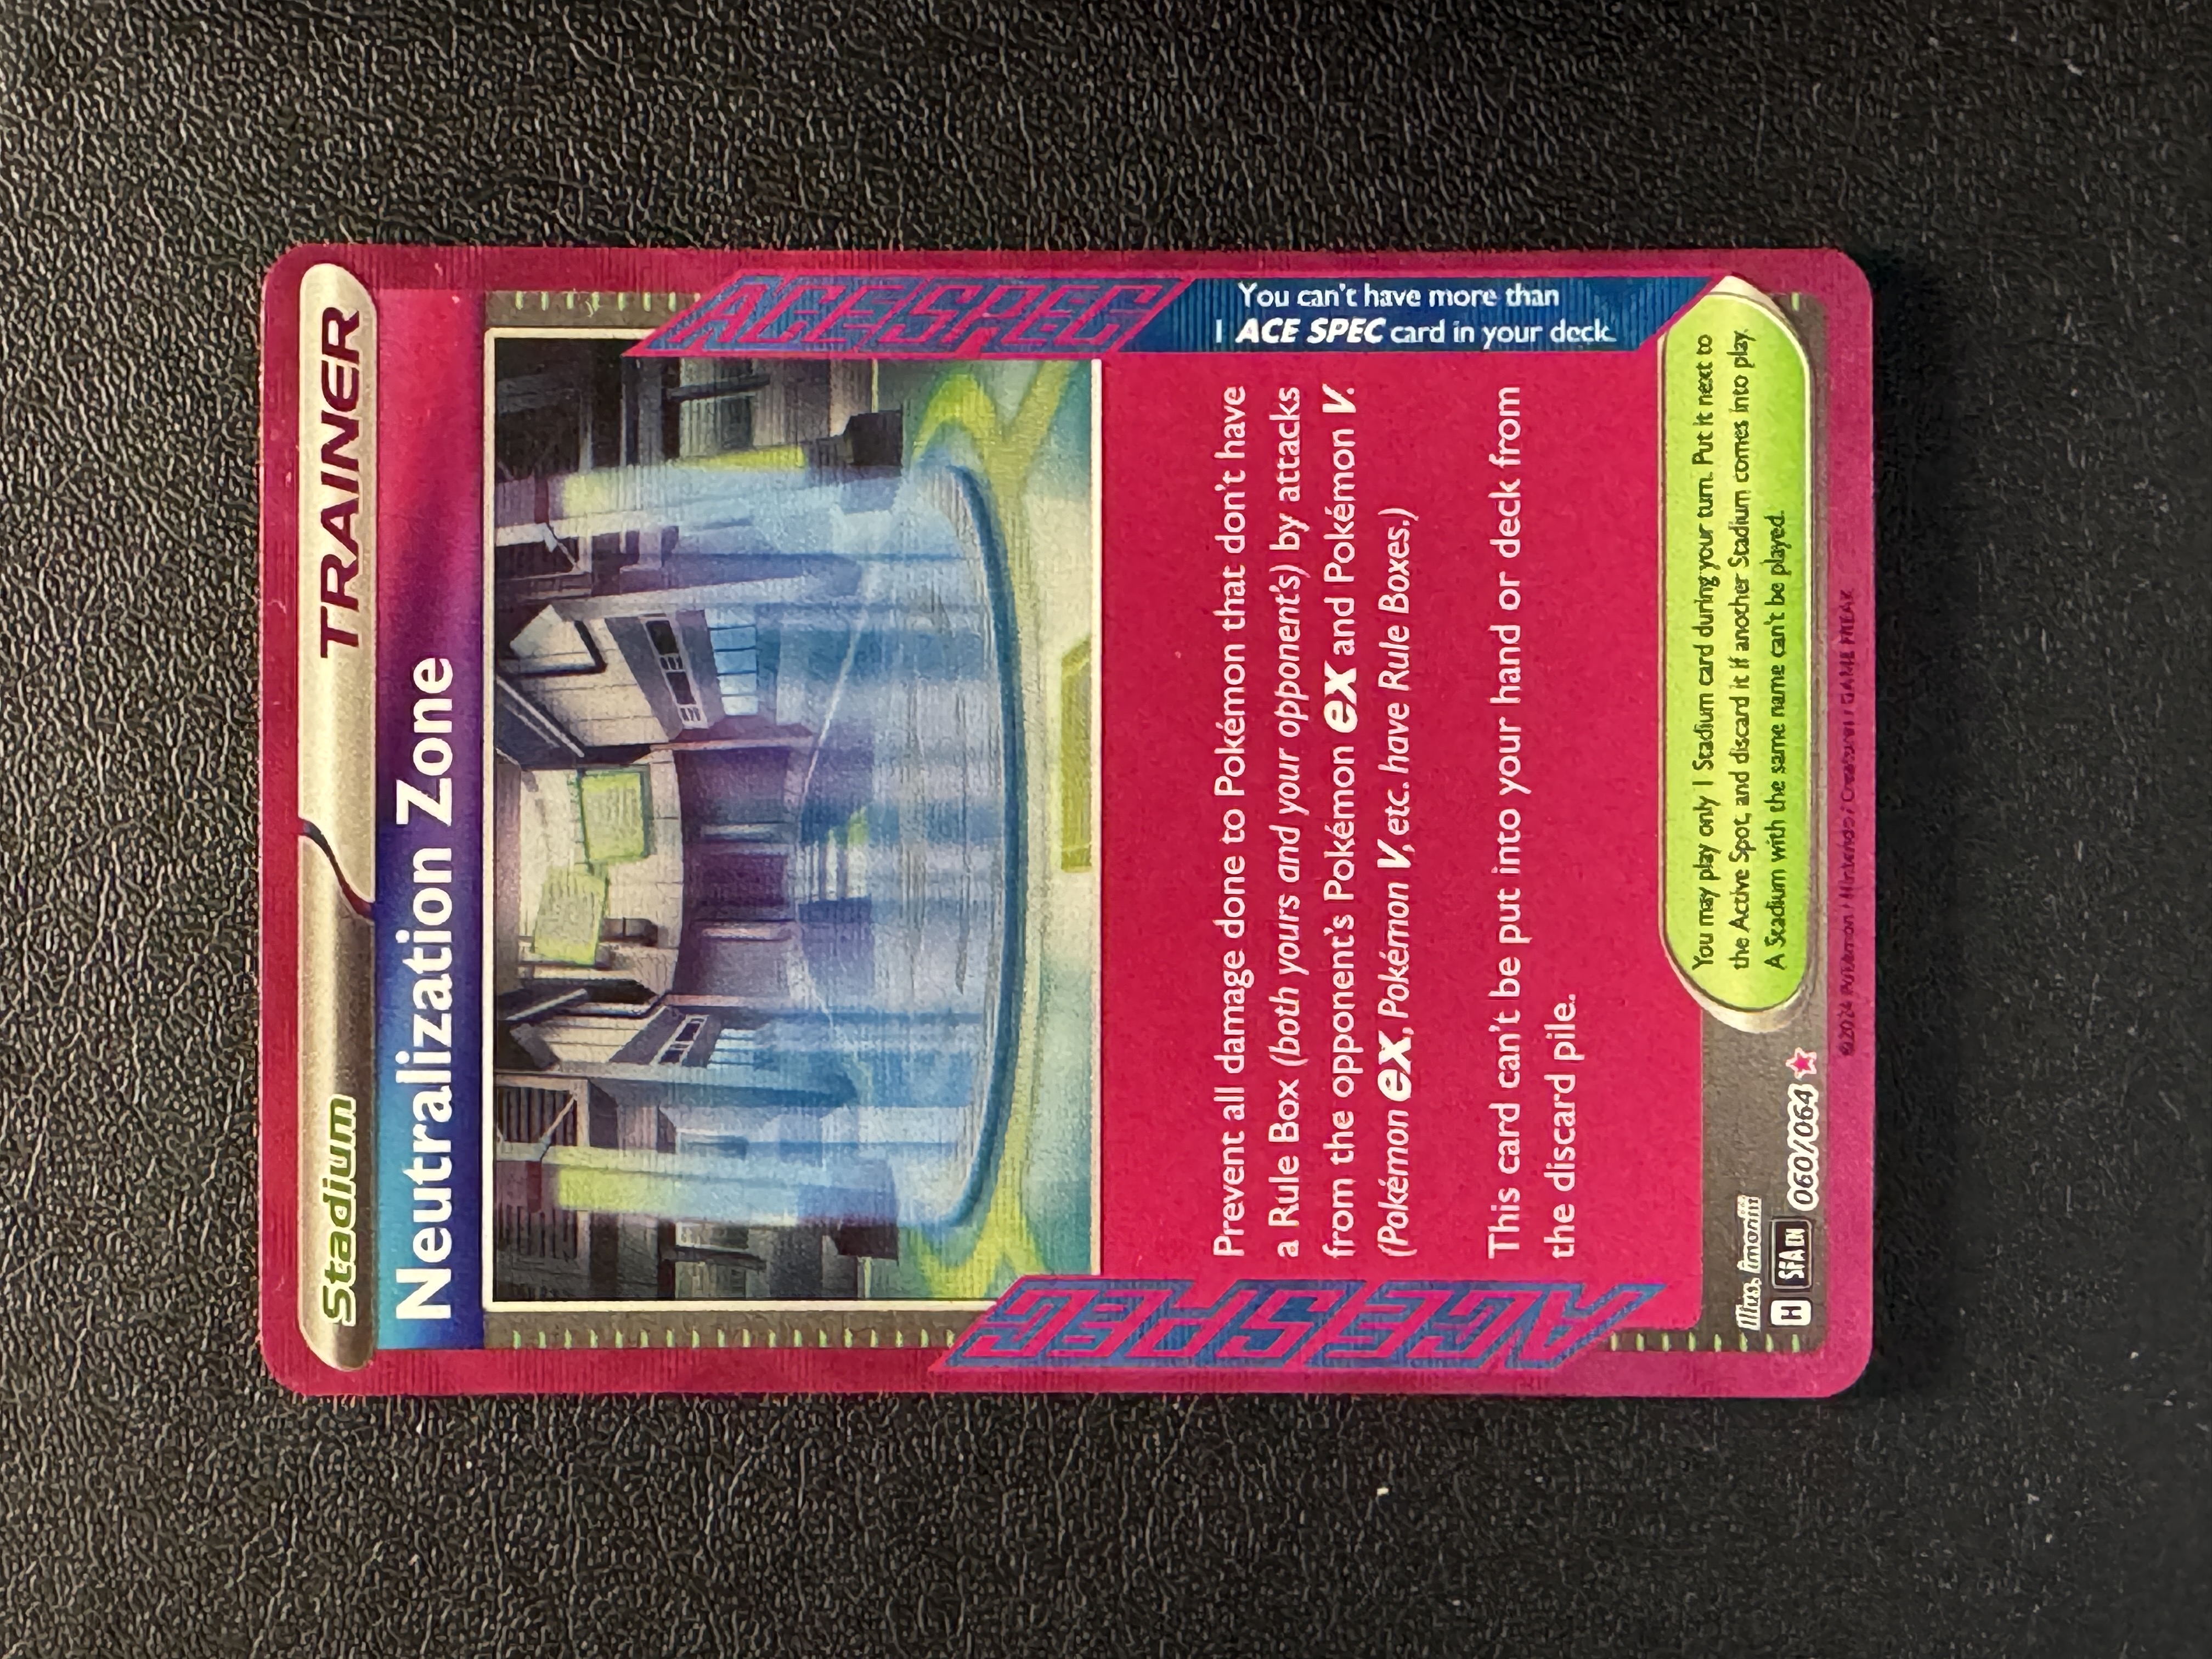 Stadium
TRAINER
Neutralization Zone
ACE SPEC
Prevent all damage done to Pokémon that don't have
a Rule Box (both yours and your opponent's) by attacks
from the opponent's Pokémon ex and Pokémon V.
(Pokémon ex, Pokémon V, etc. have Rule Boxes.)
This card can't be put into your hand or deck from
the discard pile.
ACE SPEC
You can't have more than
1 ACE SPEC card in your deck.
You may play only 1 Stadium card during your turn. Put it next to
the Active Spot, and discard it if another Stadium comes into play.
A Stadium with the same name can't be played.
Illus. imoniii
H SFA EN 060/064
©2024 Pokémon / Nintendo / Creatures / GAME FREAK